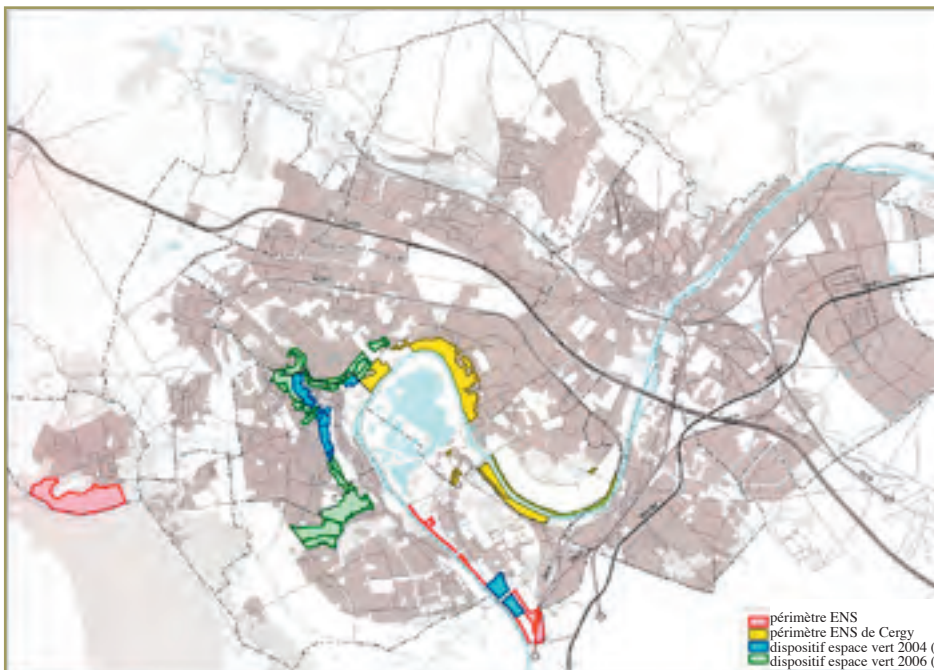 périmètre ENS
périmètre ENS de Cergy
dispositif espace vert 2004 (
dispositif espace vert 2006 (